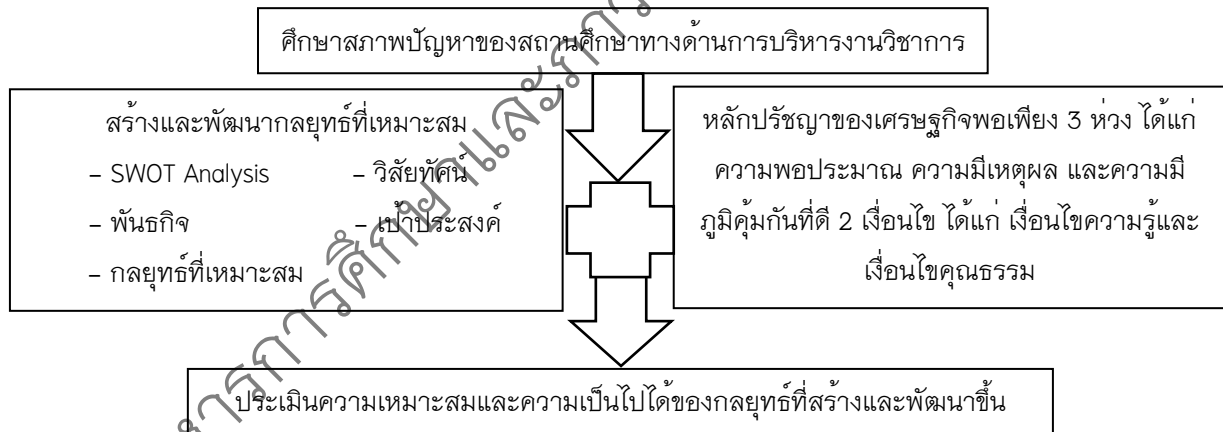 ศึกษาสภาพปัญหาของสถานศึกษาทางด้านการบริหารงานวิชาการ
สร้างและพัฒนากลยุทธ์ที่เหมาะสม
– SWOT Analysis – วิสัยทัศน์
– พันธกิจ – เป้าประสงค์
– กลยุทธ์ที่เหมาะสม
หลักปรัชญาของเศรษฐกิจพอเพียง 3 ห่วง ได้แก่
ความพอประมาณ ความมีเหตุผล และความมี
ภูมิคุ้มกันที่ดี 2 เงื่อนไข ได้แก่ เงื่อนไขความรู้และ
เงื่อนไขคุณธรรม
ประเมินความเหมาะสมและความเป็นไปได้ของกลยุทธ์ที่สร้างและพัฒนาขึ้น